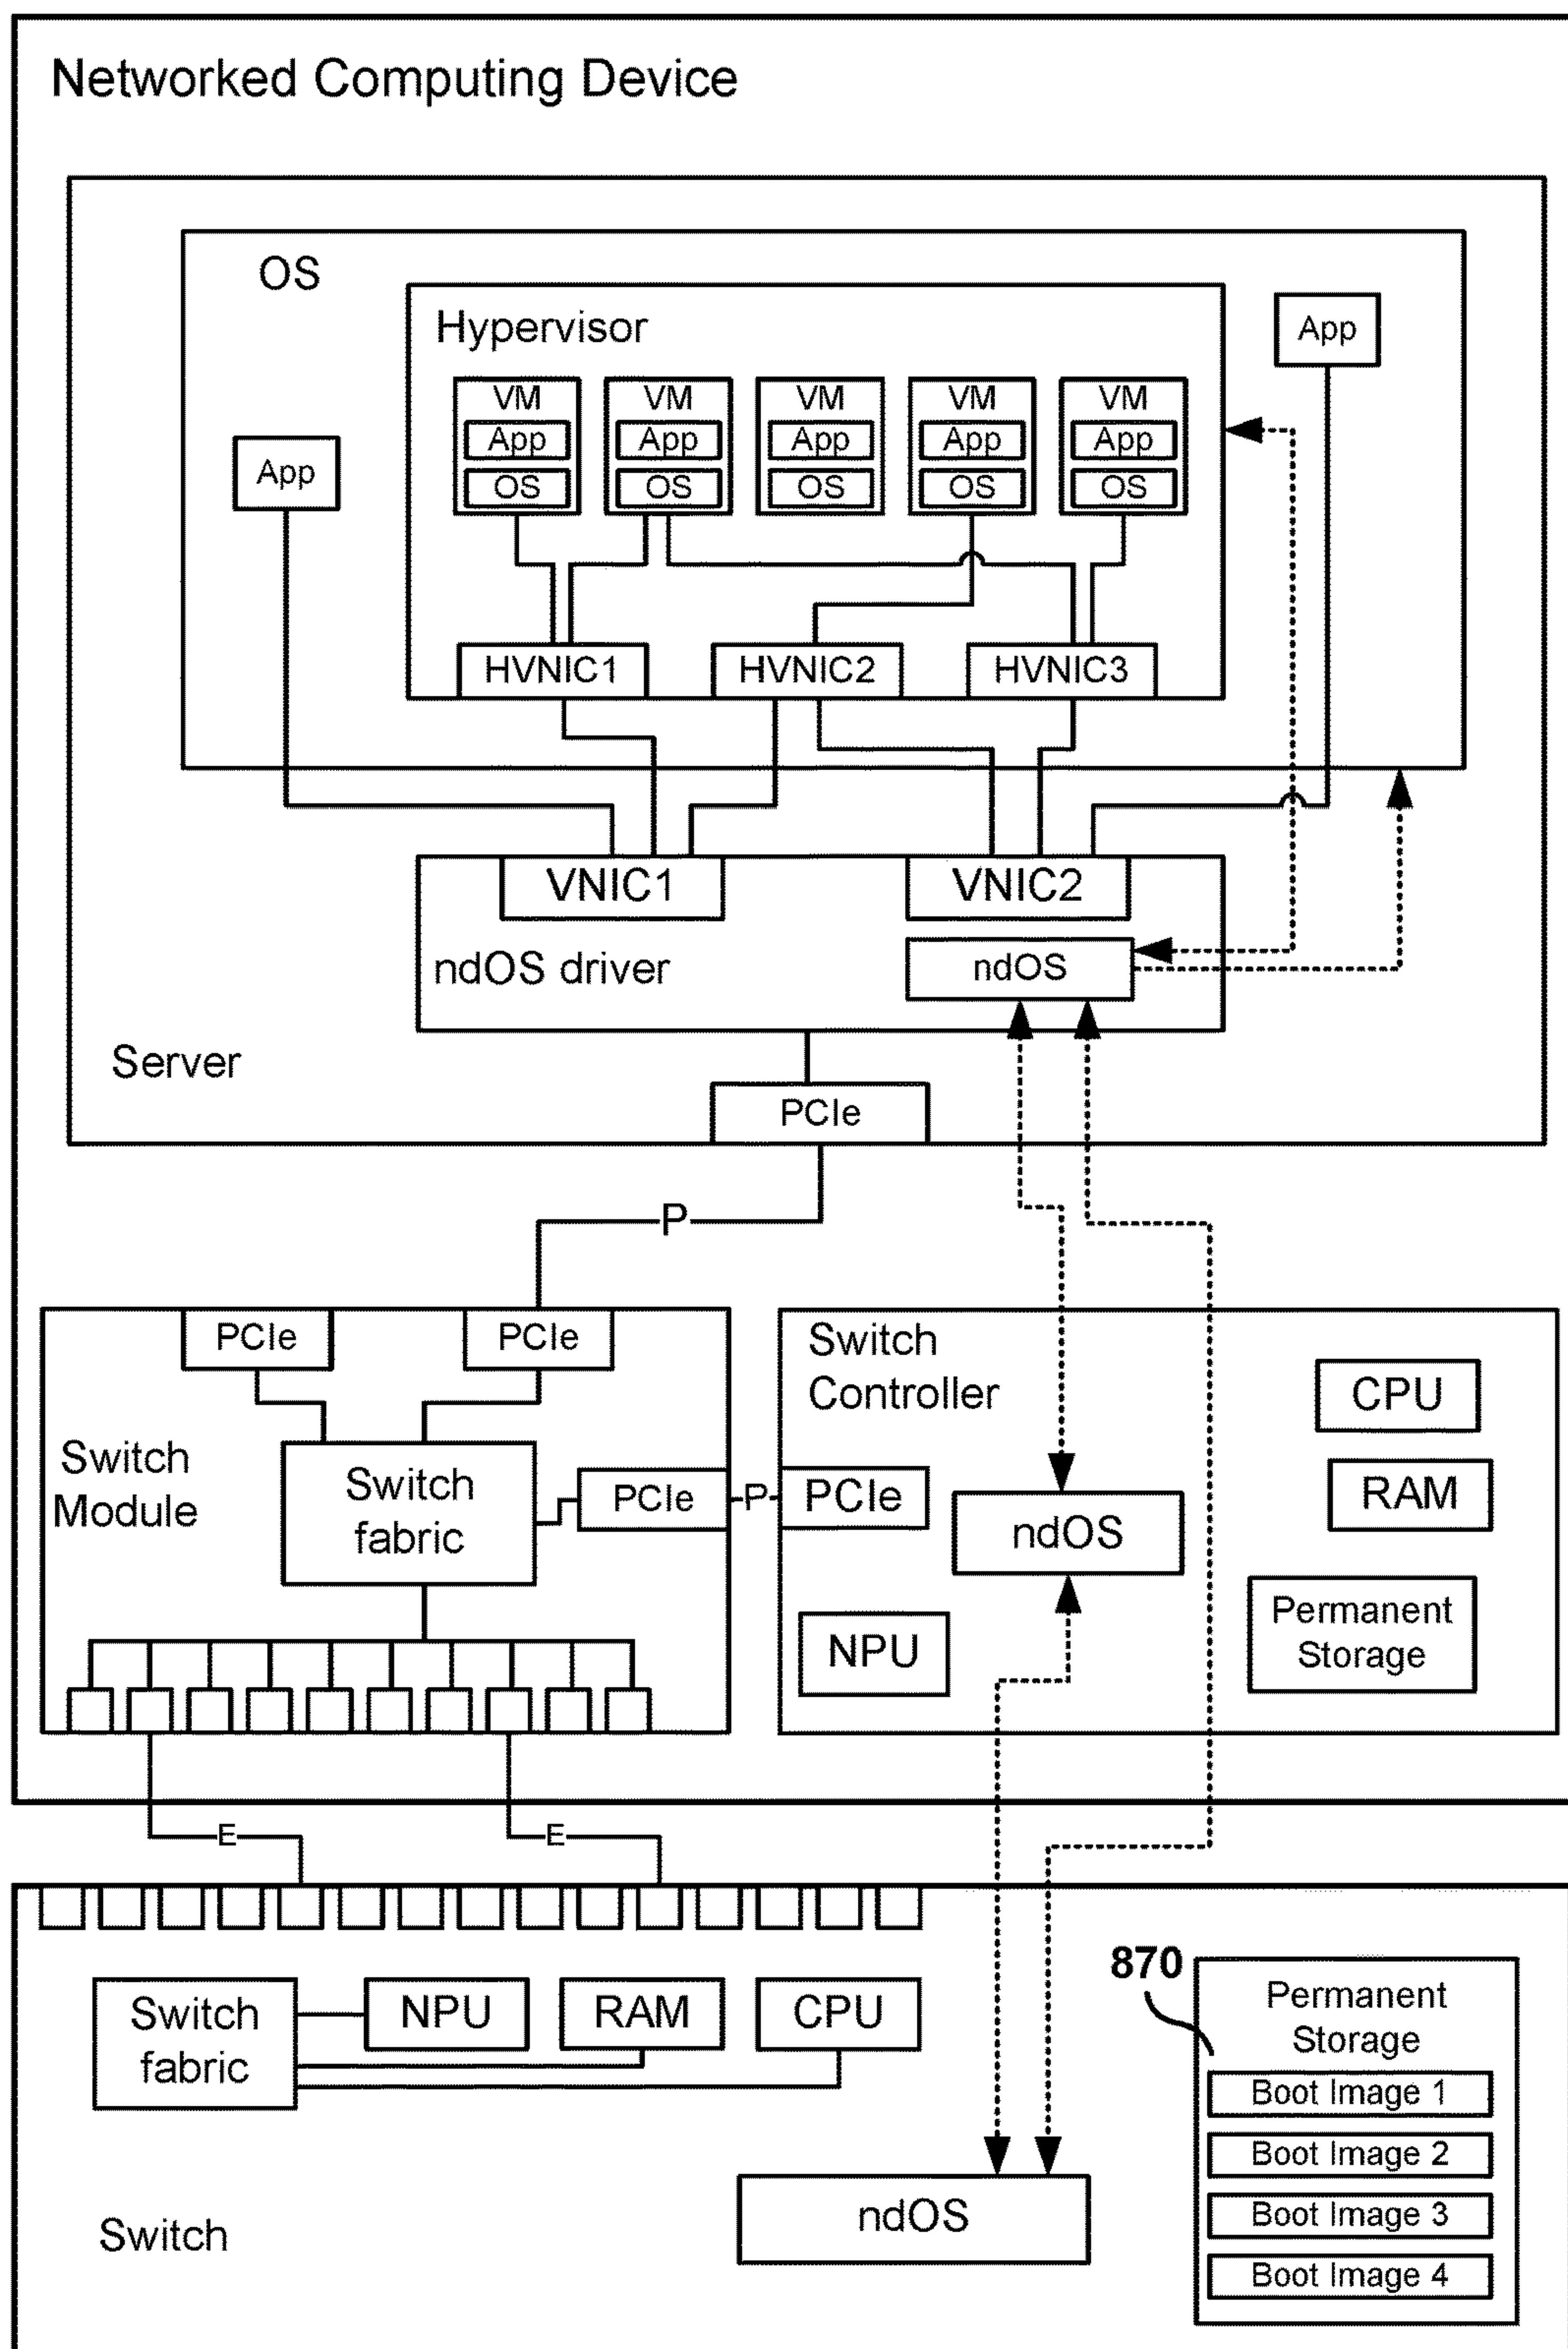 Networked Computing Device
OS
Hypervisor
App
VM
VM
VM
VM
VM
App
App
App
App
App
App
OS
OS
OS
OS
OS
HVNIC1
HVNIC2
HVNIC3
VNIC1
VNIC2
ndOS driver
ndOS
Server
PCIe
P
PCIe
PCIe
Switch
Controller
CPU
Switch
Module
Switch
fabric
PCIe
P
PCIe
RAM
ndOS
NPU
Permanent
Storage
E
E
870
Permanent
Storage
Switch
fabric
NPU
RAM
CPU
Boot Image 1
Boot Image 2
Boot Image 3
Boot Image 4
ndOS
Switch